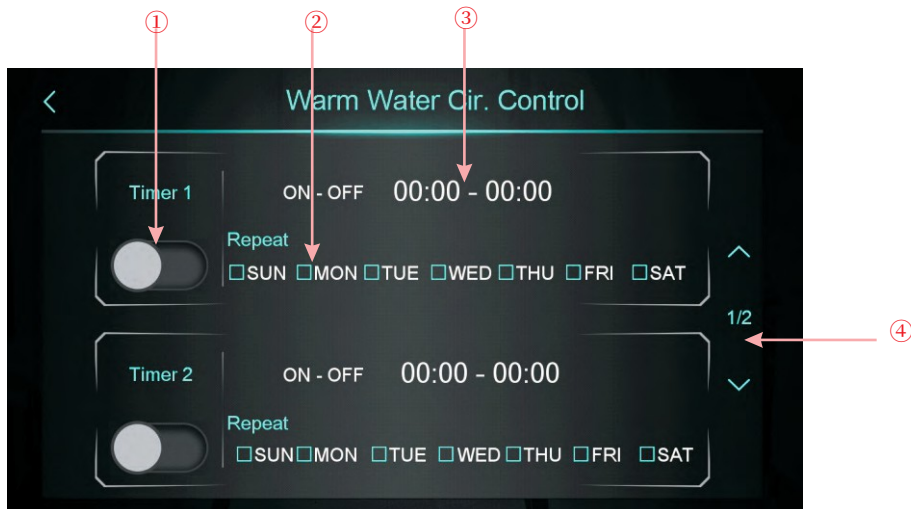 ① ② ③
Warm Water Cir. Control
Timer 1 ON - OFF 00:00 - 00:00
Repeat
SUN MON TUE WED THU FRI SAT
1/2
④
Timer 2 ON - OFF 00:00 - 00:00
Repeat
SUN MON TUE WED THU FRI SAT